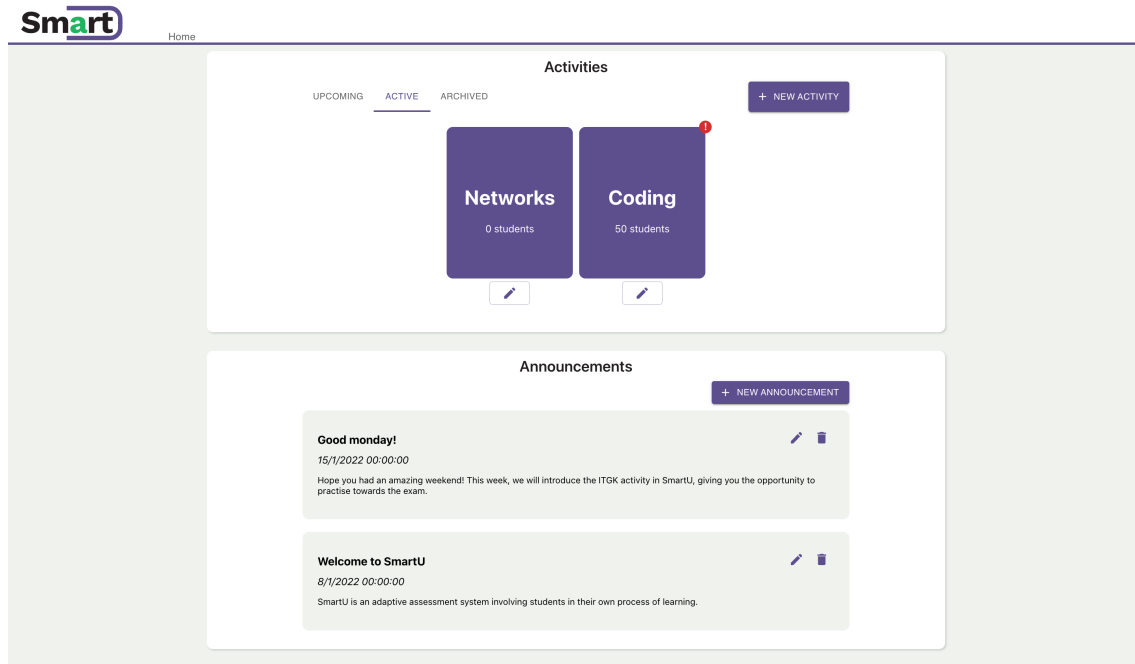 Smart
Home
Activities
UPCOMING ACTIVE ARCHIVED
+ NEW ACTIVITY
!
Networks
0 students
Coding
50 students
Announcements
+ NEW ANNOUNCEMENT
Good monday!
15/1/2022 00:00:00
Hope you had an amazing weekend! This week, we will introduce the ITGK activity in SmartU, giving you the opportunity to
practise towards the exam.
Welcome to SmartU
8/1/2022 00:00:00
SmartU is an adaptive assessment system involving students in their own process of learning.